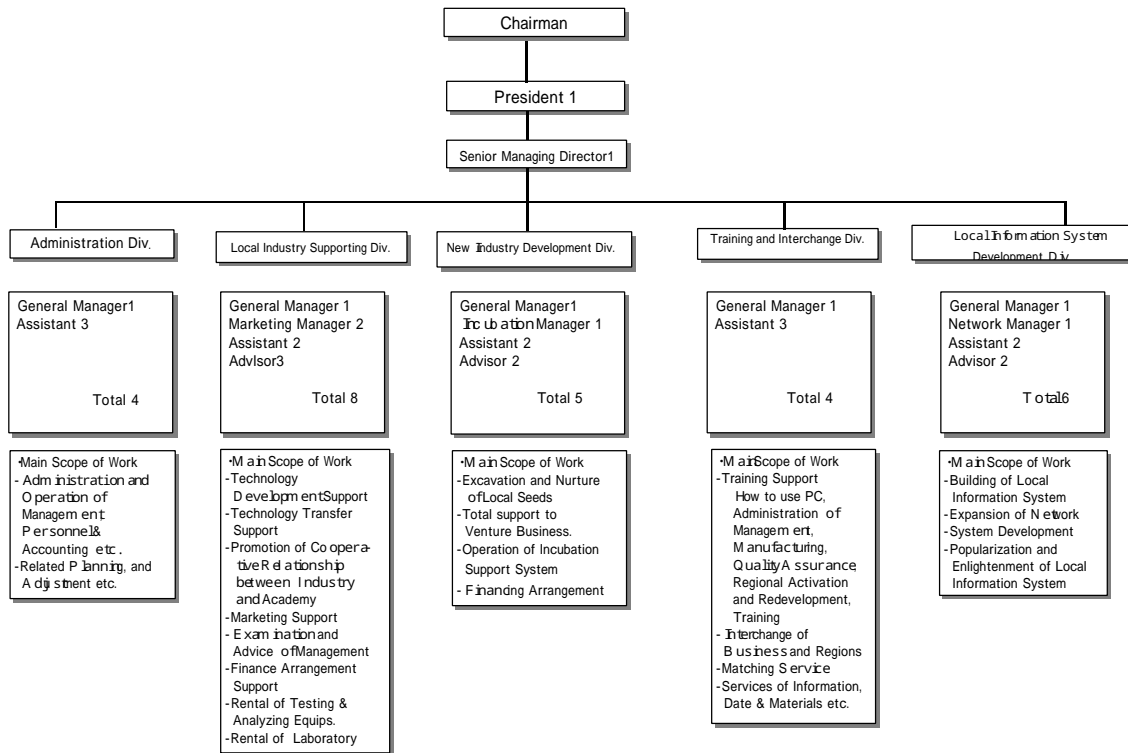 Chairman
President 1
Senior Managing Director1
Administration Div.
Local Industry Supporting Div.
New Industry Development Div.
Training and Interchange Div.
Local Information System
Development Div.
General Manager1
Assistant 3
Total 4
General Manager 1
Marketing Manager 2
Assistant 2
AdvIsor3
Total 8
General Manager1
Incubation Manager 1
Assistant 2
Advisor 2
Total 5
General Manager 1
Assistant 3
Total 4
General Manager 1
Network Manager 1
Assistant 2
Advisor 2
Total6
・Main Scope of Work
- Administration and
Operation of
Management,
Personnel&
Accounting etc.
-Related Planning, and
Adjstment etc.
・Main Scope of Work
-Technology
Development Support
-Technology Transfer
Support
-Promotion of Coopera-
tive Relationship
between Industry
and Academy
-Marketing Support
- Examination and
Advice of Management
-Finance Arrangement
Support
-Rental of Testing &
Analyzing Equips.
-Rental of Laboratory
・Main Scope of Work
-Excavation and Nurture
of Local Seeds
-Total support to
Venture Business.
-Operation of Incubation
Support System
- Financing Arrangement
・Main Scope of Work
-Training Support
How to use PC,
Administration of
Management,
Manufacturing,
Quality Assurance,
Regional Activation
and Redevelopment,
Training
- Interchange of
Business and Regions
-Matching Service
-Services of Information,
Date & Materials etc.
・Main Scope of Work
-Building of Local
Information System
-Expansion of Network
-System Development
-Popularization and
Enlightenment of Local
Information System